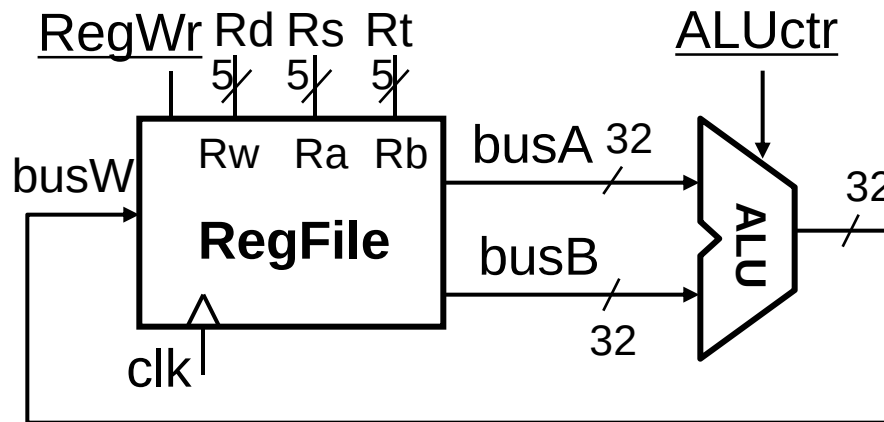 RegWr Rd Rs Rt ALUctr
5 5 5
Rw Ra Rb busA 32
busW 32
RegFile ALU
busB
32
clk